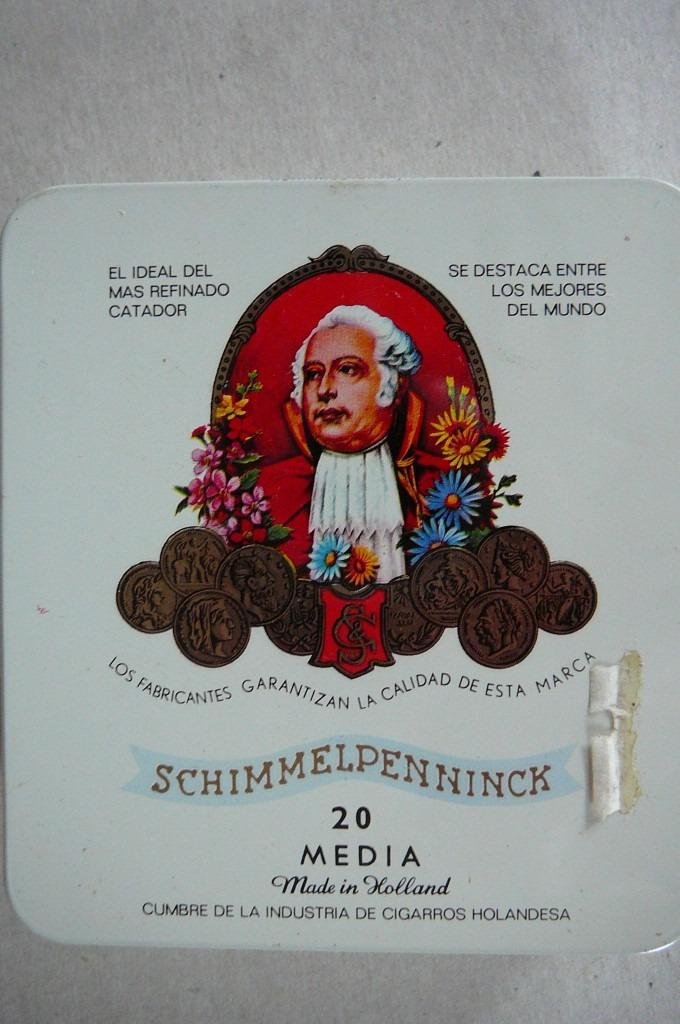 EL IDEAL DEL
MAS REFINADO
CATADOR
SE DESTACA ENTRE
LOS MEJORES
DEL MUNDO
LOS FABRICANTES GARANTIZAN LA CALIDAD DE ESTA MARCA
SCHIMMELPENNINCK
20
MEDIA
Made in Holland
CUMBRE DE LA INDUSTRIA DE CIGARROS HOLANDESA